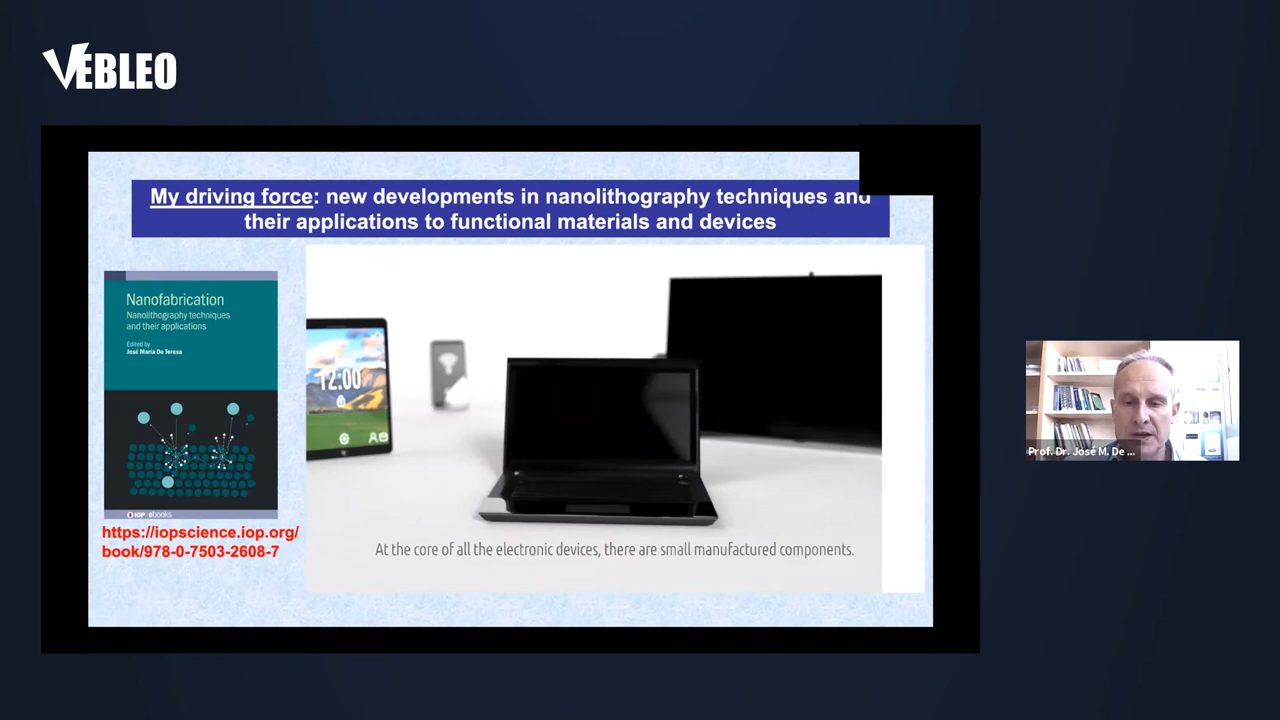 VEBLEO
My driving force: new developments in nanolithography techniques and
their applications to functional materials and devices
Nanofabrication
Nanolithography techniques
and their applications
Edited by
José María De Teresa
IOP ebooks
https://iopscience.iop.org/
book/978-0-7503-2608-7
12:00
At the core of all the electronic devices, there are small manufactured components.
Prof. Dr. José M. De ...